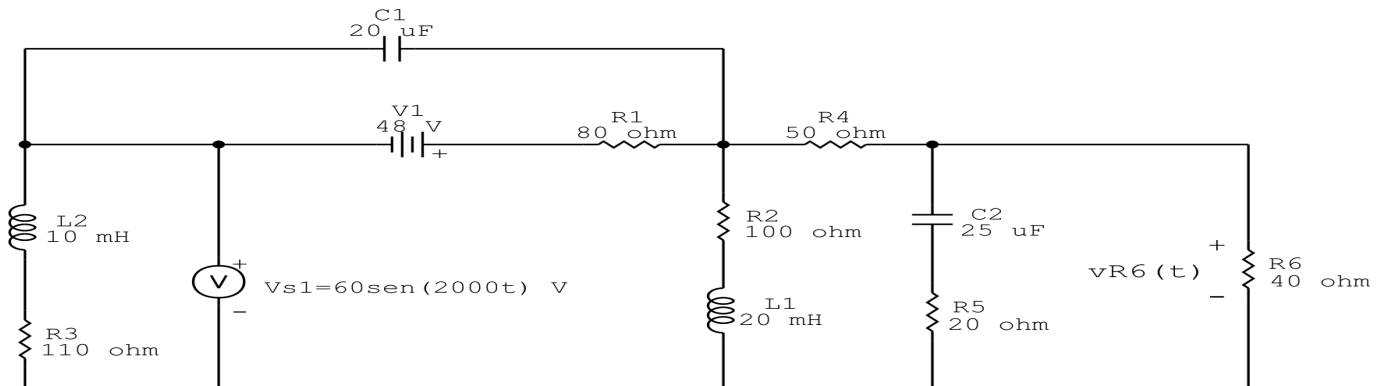 C1
20 uF
V1
48 V
+
R1
80 ohm
R4
50 ohm
L2
10 mH
R3
110 ohm
+
V
-
Vs1=60sen(2000t) V
R2
100 ohm
L1
20 mH
C2
25 uF
R5
20 ohm
+
vR6(t)
-
R6
40 ohm